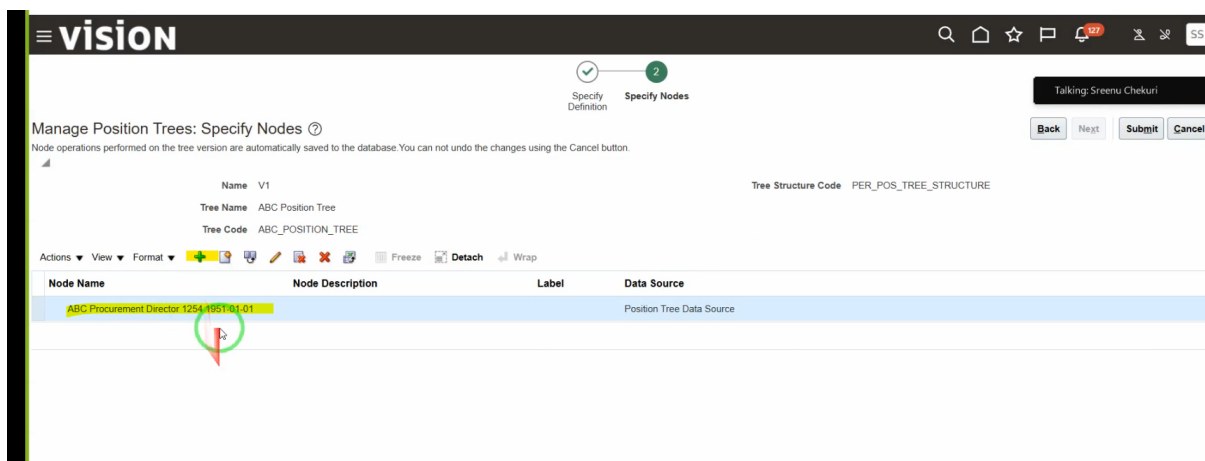 vision
127
SS
2
Specify Definition
Specify Nodes
Talking: Sreenu Chekuri
Manage Position Trees: Specify Nodes
Back Next Submit Cancel
Node operations performed on the tree version are automatically saved to the database.You can not undo the changes using the Cancel button.
Name V1
Tree Structure Code PER_POS_TREE_STRUCTURE
Tree Name ABC Position Tree
Tree Code ABC_POSITION_TREE
Actions View Format Freeze Detach Wrap
Node Name Node Description Label Data Source
ABC Procurement Director 1254 1951-01-01 Position Tree Data Source